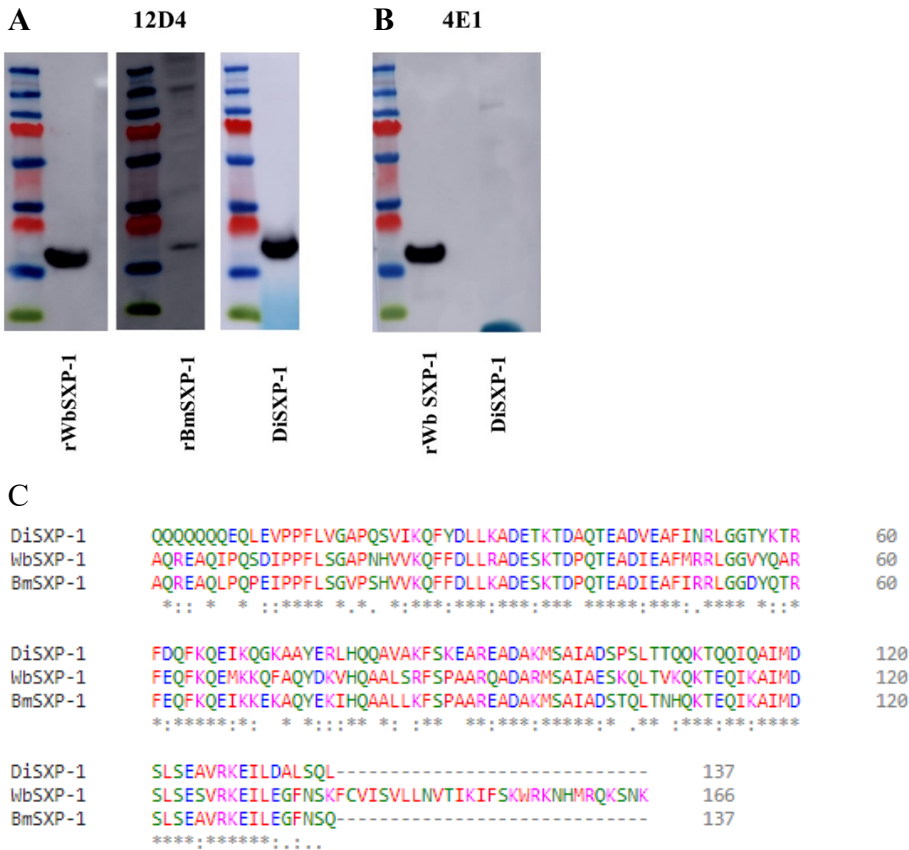 A 12D4 B 4E1
rWbSXP-1
rBmSXP-1
DiSXP-1
rWb SXP-1
DiSXP-1
C
DiSXP-1 QQQQQQQEQLEVPPFLVGAPQSVIKQFYDLLKADETKTDAQTEADVEAFINRLGGTYKTR 60
WbSXP-1 AQREAQIPQSDIPPFLSGAPNHVVKQFFDLLRADESKTDPQTEADIEAFMRRLGGVYQAR 60
BmSXP-1 AQREAQLPQPEIPPFLSGVPSHVVKQFFDLLKADESKTDPQTEADIEAFIRRLGGDYQTR 60
*:: *  * ::**** *.*. *:***:***:***:*** *****:***:.**** *::*
DiSXP-1 FDQFKQEIKQGKAAYERLHQQAVAKFSKEAREADAKMSAIADSPSLTTQQKTQQIQAIMD 120
WbSXP-1 FEQFKQEMKKQFAQYDKVHQAALSRFSPAARQADARMSAIAESKQLTVKQKTEQIKAIMD 120
BmSXP-1 FEQFKQEIKKEKAQYEKIHQAALLKFSPAAREADAKMSAIADSTQLTNHQKTEQIKAIMD 120
*:*****:*:  * *:::** *: :**  **:***:*****:* .** :***:**:****
DiSXP-1 SLSEAVRKEILDALSQL----------------------------- 137
WbSXP-1 SLSESVRKEILEGFNSKFCVISVLLNVTIKIFSKWRKNHMRQKSNK 166
BmSXP-1 SLSEAVRKEILEGFNSQ----------------------------- 137
****:******:.:..